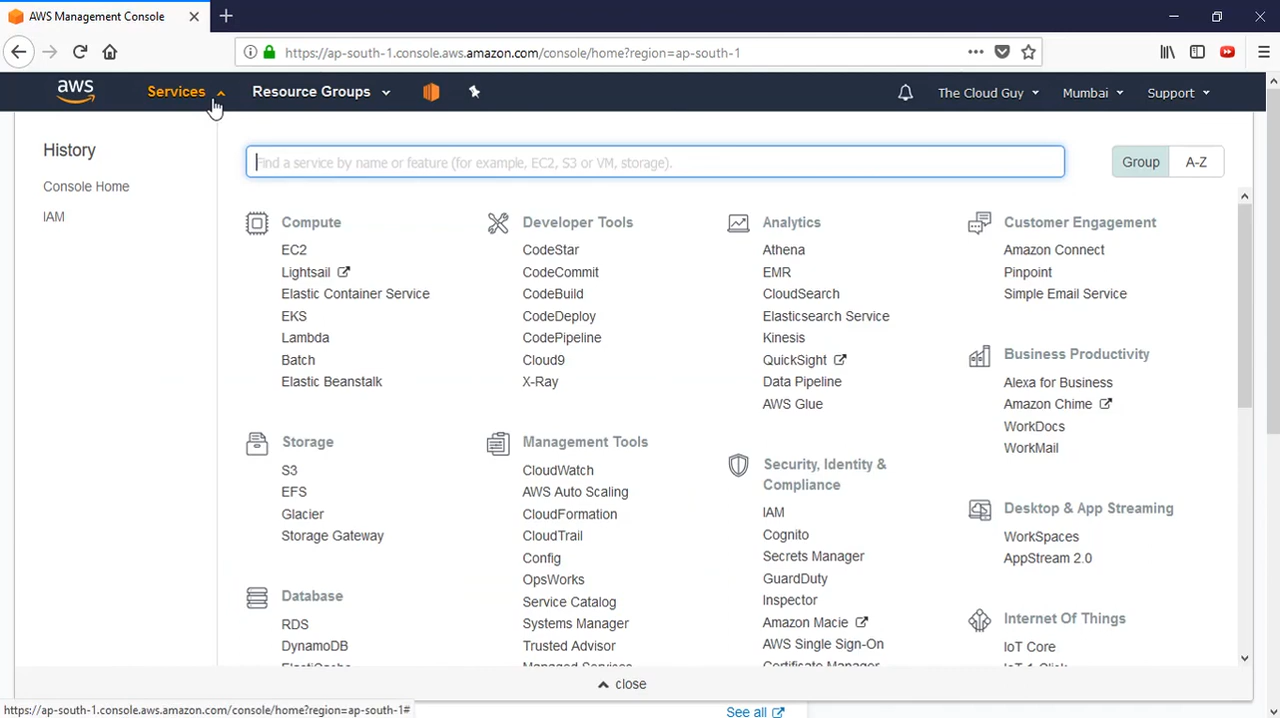 AWS Management Console
https://ap-south-1.console.aws.amazon.com/console/home?region=ap-south-1
aws
Services
Resource Groups
The Cloud Guy
Mumbai
Support
History
Console Home
IAM
Find a service by name or feature (for example, EC2, S3 or VM, storage).
Group
A-Z
Compute
EC2
Lightsail
Elastic Container Service
EKS
Lambda
Batch
Elastic Beanstalk
Storage
S3
EFS
Glacier
Storage Gateway
Database
RDS
DynamoDB
ElastiCache
Developer Tools
CodeStar
CodeCommit
CodeBuild
CodeDeploy
CodePipeline
Cloud9
X-Ray
Management Tools
CloudWatch
AWS Auto Scaling
CloudFormation
CloudTrail
Config
OpsWorks
Service Catalog
Systems Manager
Trusted Advisor
Managed Services
Analytics
Athena
EMR
CloudSearch
Elasticsearch Service
Kinesis
QuickSight
Data Pipeline
AWS Glue
Security, Identity &
Compliance
IAM
Cognito
Secrets Manager
GuardDuty
Inspector
Amazon Macie
AWS Single Sign-On
Certificate Manager
Customer Engagement
Amazon Connect
Pinpoint
Simple Email Service
Business Productivity
Alexa for Business
Amazon Chime
WorkDocs
WorkMail
Desktop & App Streaming
WorkSpaces
AppStream 2.0
Internet Of Things
IoT Core
IoT 1-Click
close
https://ap-south-1.console.aws.amazon.com/console/home?region=ap-south-1#
See all